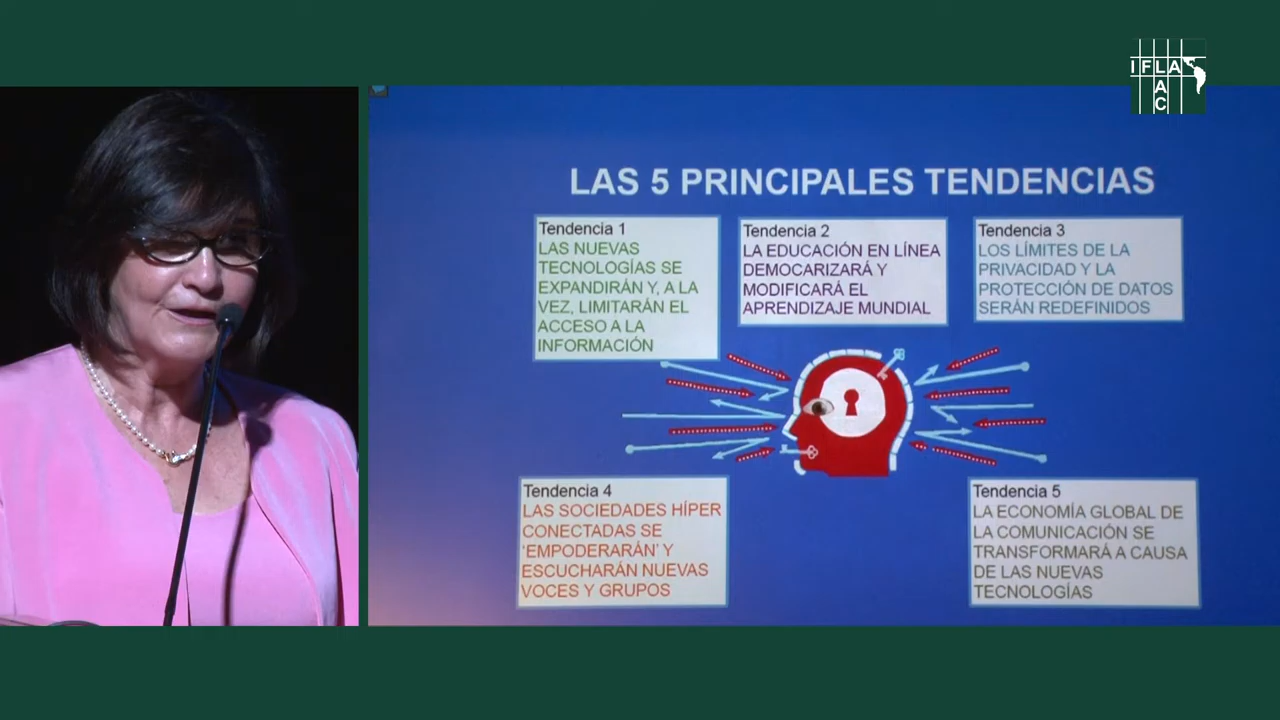 IFLA
A
C
LAS 5 PRINCIPALES TENDENCIAS
Tendencia 1
LAS NUEVAS
TECNOLOGÍAS SE
EXPANDIRÁN Y, A LA
VEZ, LIMITARÁN EL
ACCESO A LA
INFORMACIÓN
Tendencia 2
LA EDUCACIÓN EN LÍNEA
DEMOCARIZARÁ Y
MODIFICARÁ EL
APRENDIZAJE MUNDIAL
Tendencia 3
LOS LÍMITES DE LA
PRIVACIDAD Y LA
PROTECCIÓN DE DATOS
SERÁN REDEFINIDOS
Tendencia 4
LAS SOCIEDADES HÍPER
CONECTADAS SE
'EMPODERARÁN' Y
ESCUCHARÁN NUEVAS
VOCES Y GRUPOS
Tendencia 5
LA ECONOMÍA GLOBAL DE
LA COMUNICACIÓN SE
TRANSFORMARÁ A CAUSA
DE LAS NUEVAS
TECNOLOGÍAS